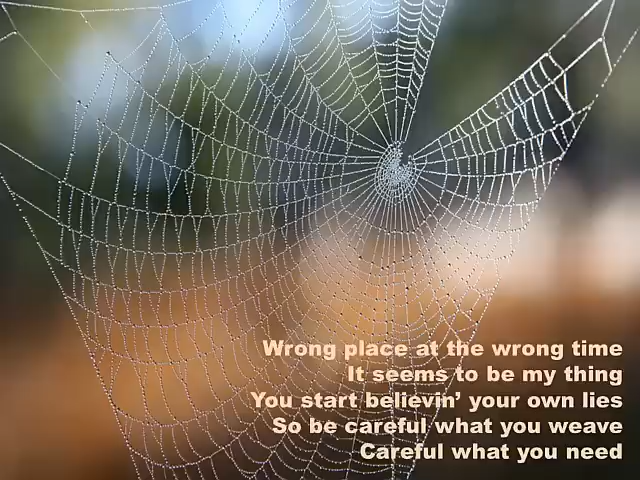 Wrong place at the wrong time
It seems to be my thing
You start believin’ your own lies
So be careful what you weave
Careful what you need